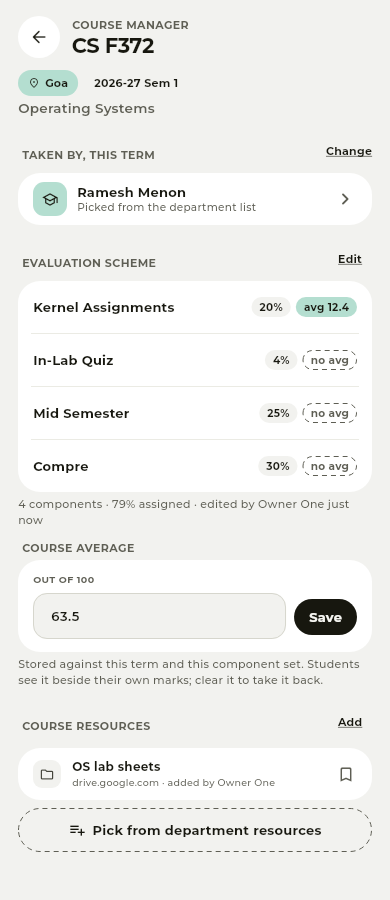 COURSE MANAGER
CS F372
Goa
2026-27 Sem 1
Operating Systems
TAKEN BY, THIS TERM
Change
Ramesh Menon
Picked from the department list
EVALUATION SCHEME
Edit
Kernel Assignments
20%
avg 12.4
In-Lab Quiz
4%
no avg
Mid Semester
25%
no avg
Compre
30%
no avg
4 components · 79% assigned · edited by Owner One just
now
COURSE AVERAGE
OUT OF 100
63.5
Save
Stored against this term and this component set. Students
see it beside their own marks; clear it to take it back.
COURSE RESOURCES
Add
OS lab sheets
drive.google.com · added by Owner One
Pick from department resources